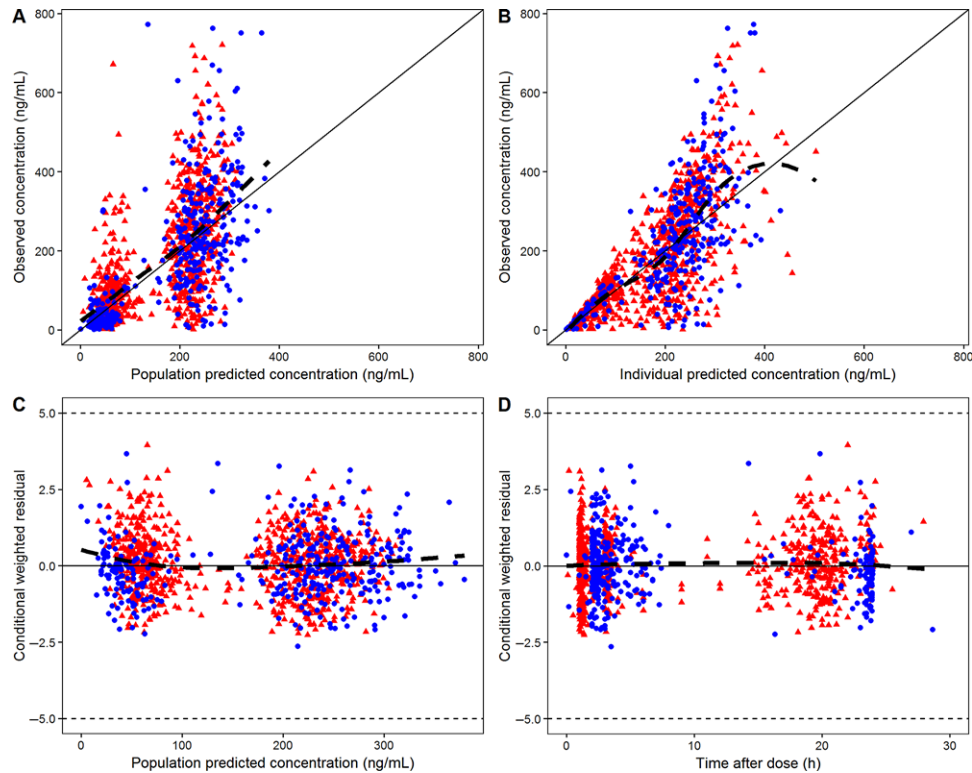 A
800
600
400
200
0
Observed concentration (ng/mL)
0 200 400 600 800
Population predicted concentration (ng/mL)
B
800
600
400
200
0
Observed concentration (ng/mL)
0 200 400 600 800
Individual predicted concentration (ng/mL)
C
5.0
2.5
0.0
−2.5
−5.0
Conditional weighted residual
0 100 200 300
Population predicted concentration (ng/mL)
D
5.0
2.5
0.0
−2.5
−5.0
Conditional weighted residual
0 10 20 30
Time after dose (h)